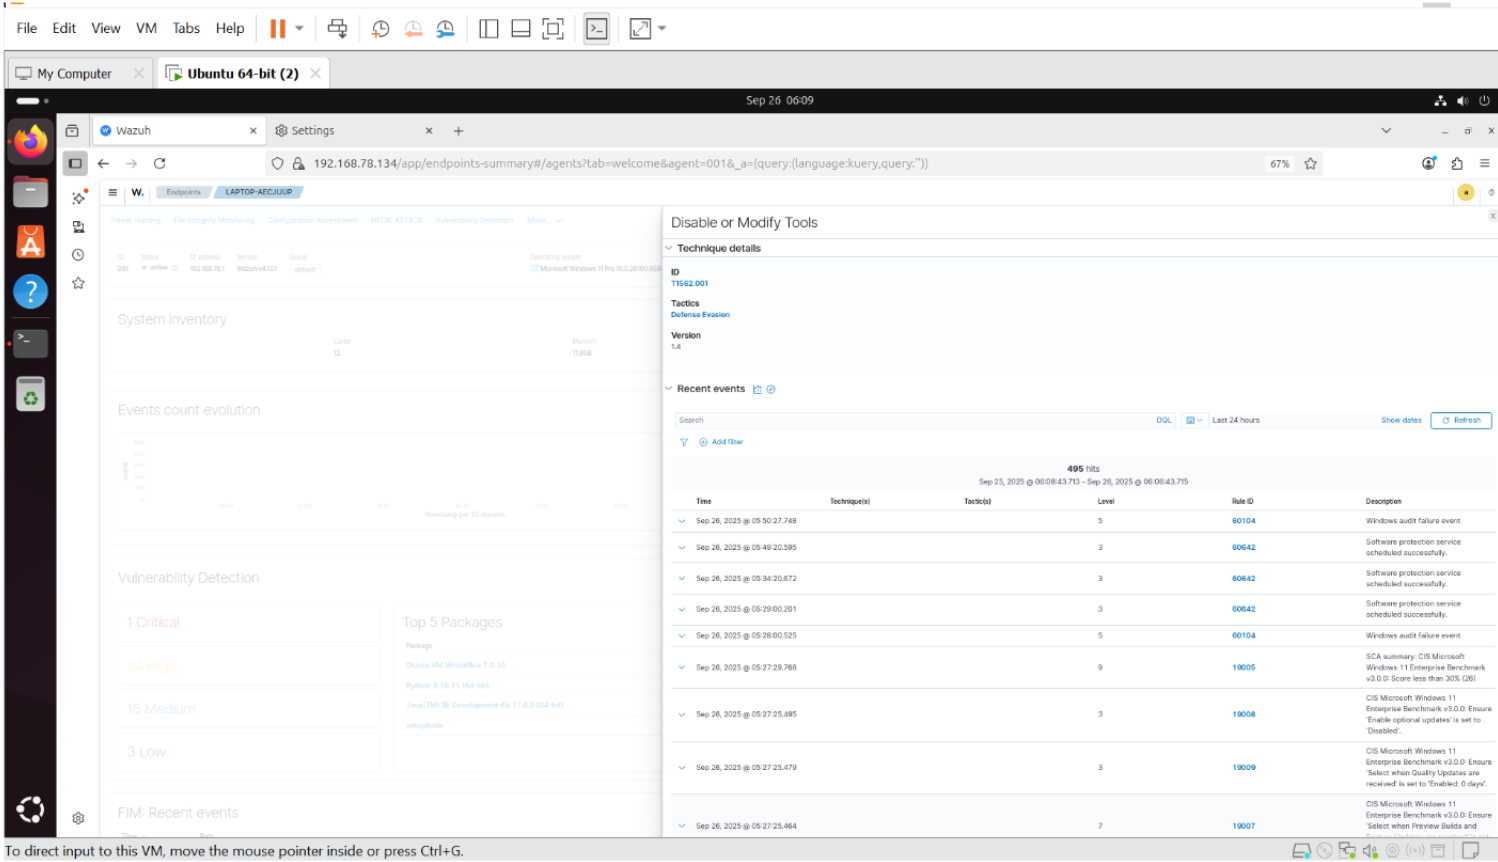 File Edit View VM Tabs Help
My Computer
Ubuntu 64-bit (2)
Sep 26 06:09
Wazuh
Settings
192.168.78.134/app/endpoints-summary#/agents?tab=welcome&agent=001&_a=(query:(language:kuery,query:''))
67%
W.
Endpoints
LAPTOP-AECJIJUP
a
Threat Hunting File Integrity Monitoring Configuration Assessment MITRE ATT&CK Vulnerability Detection More...
ID Status IP address Version Group Operating system
001 active 192.168.78.1 Wazuh v4.13.1 default Microsoft Windows 11 Pro
System inventory
Cores Memory
12
Events count evolution
Count
timestamp per 30 minutes
Vulnerability Detection
1 Critical
24 High
15 Medium
3 Low
Top 5 Packages
Package
Oracle VM VirtualBox 7.0.10
Python 3.10.11 (64-bit)
Java(TM) SE Development Kit 17.0.9 (64-bit)
setuptools
FIM: Recent events
Time Path
Disable or Modify Tools
Technique details
ID
T1562.001
Tactics
Defense Evasion
Version
1.4
Recent events
Search DQL Last 24 hours Show dates Refresh
Add filter
495 hits
Sep 25, 2025 @ 06:08:43.713 - Sep 26, 2025 @ 06:08:43.715
Time Technique(s) Tactic(s) Level Rule ID Description
Sep 26, 2025 @ 05:50:27.748 5 60104 Windows audit failure event
Sep 26, 2025 @ 05:49:20.595 3 60642 Software protection service
scheduled successfully.
Sep 26, 2025 @ 05:34:20.672 3 60642 Software protection service
scheduled successfully.
Sep 26, 2025 @ 05:29:00.201 3 60642 Software protection service
scheduled successfully.
Sep 26, 2025 @ 05:28:00.525 5 60104 Windows audit failure event
Sep 26, 2025 @ 05:27:29.768 9 19005 SCA summary: CIS Microsoft
Windows 11 Enterprise Benchmark
v3.0.0: Score less than 30% (26)
Sep 26, 2025 @ 05:27:25.495 3 19008 CIS Microsoft Windows 11
Enterprise Benchmark v3.0.0: Ensure
'Enable optional updates' is set to
'Disabled'.
Sep 26, 2025 @ 05:27:25.479 3 19009 CIS Microsoft Windows 11
Enterprise Benchmark v3.0.0: Ensure
'Select when Quality Updates are
received' is set to 'Enabled: 0 days'.
Sep 26, 2025 @ 05:27:25.464 7 19007 CIS Microsoft Windows 11
Enterprise Benchmark v3.0.0: Ensure
'Select when Preview Builds and
To direct input to this VM, move the mouse pointer inside or press Ctrl+G.